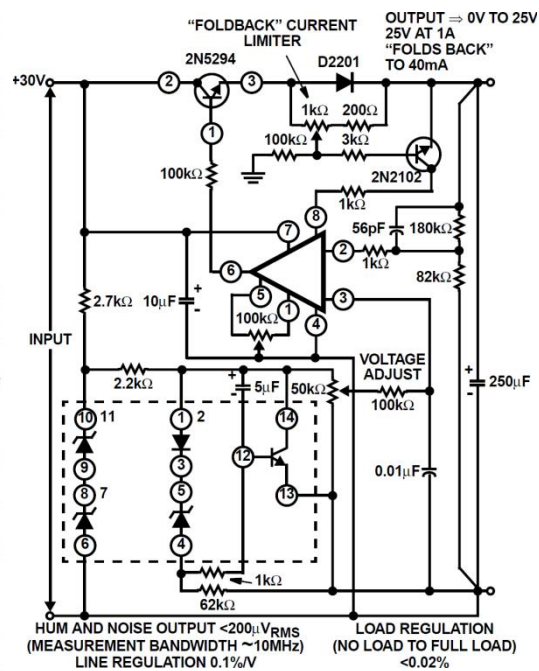 "FOLDBACK" CURRENT
LIMITER
OUTPUT ⇒ 0V TO 25V
25V AT 1A
"FOLDS BACK"
TO 40mA
+30V
2
2N5294
3
D2201
1kΩ
200Ω
1
100kΩ
3kΩ
100kΩ
2N2102
8
1kΩ
56pF
180kΩ
7
2
1kΩ
6
82kΩ
5
3
2.7kΩ
10μF
+
-
100kΩ
1
4
INPUT
VOLTAGE
ADJUST
2.2kΩ
+
-
5μF
50kΩ
100kΩ
+
-
250μF
10
11
1
2
14
9
3
12
0.01μF
8
7
5
13
6
4
1kΩ
62kΩ
HUM AND NOISE OUTPUT <200μVRMS
(MEASUREMENT BANDWIDTH ~10MHz)
LINE REGULATION 0.1%/V
LOAD REGULATION
(NO LOAD TO FULL LOAD)
<0.02%